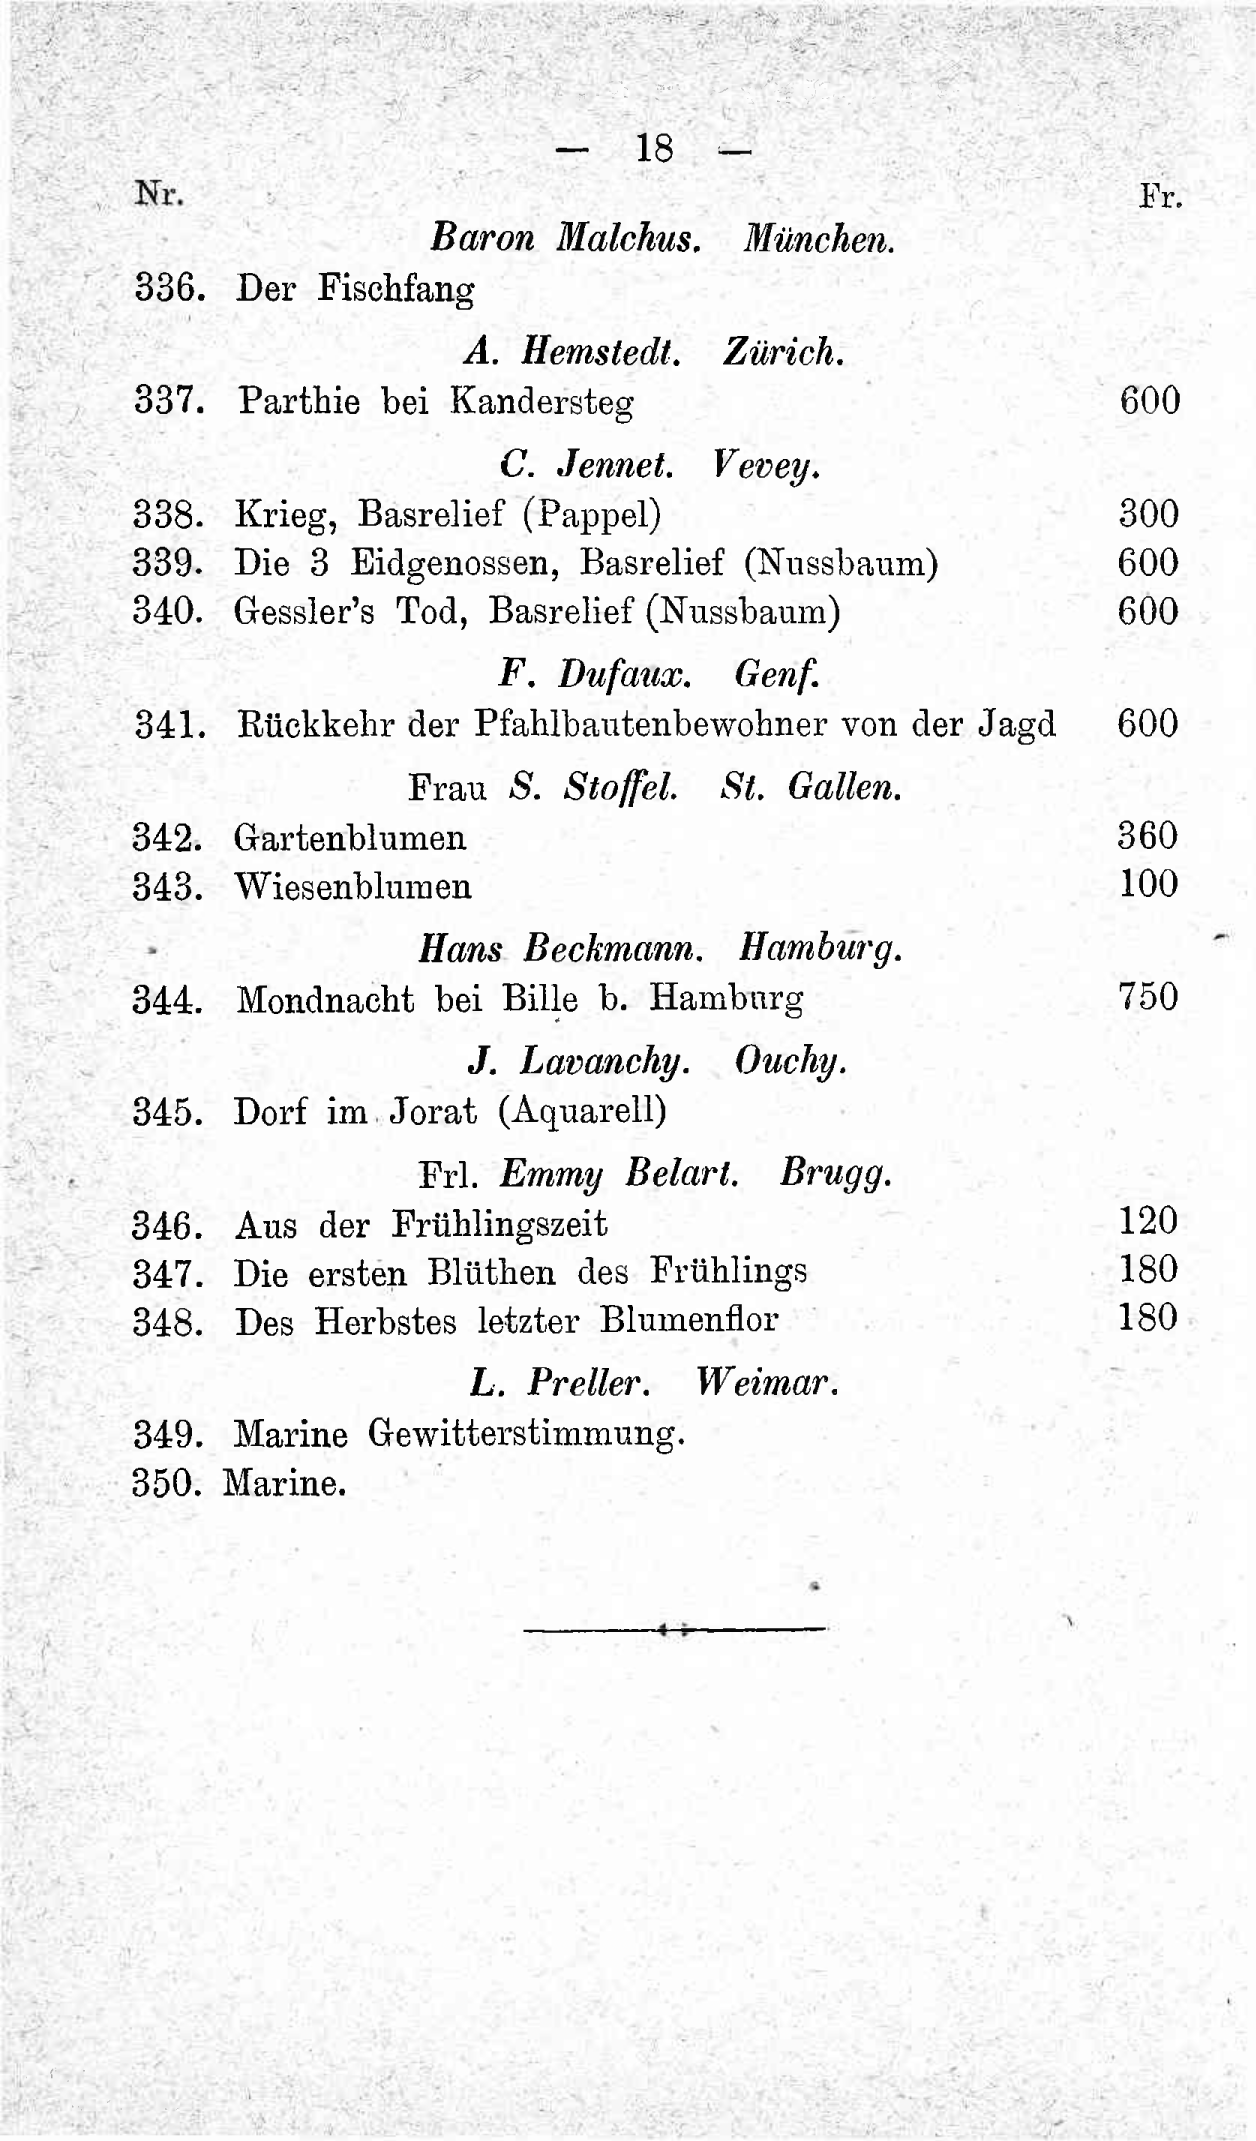 — 18 —
Nr. Fr.
Baron Malchus. München.
336. Der Fischfang
A. Hemstedt. Zürich.
337. Parthie bei Kandersteg 600
C. Jennet. Vevey.
338. Krieg, Basrelief (Pappel) 300
339. Die 3 Eidgenossen, Basrelief (Nussbaum) 600
340. Gessler's Tod, Basrelief (Nussbaum) 600
F. Dufaux. Genf.
341. Rückkehr der Pfahlbautenbewohner von der Jagd 600
Frau S. Stoffel. St. Gallen.
342. Gartenblumen 360
343. Wiesenblumen 100
Hans Beckmann. Hamburg.
344. Mondnacht bei Bille b. Hamburg 750
J. Lavanchy. Ouchy.
345. Dorf im Jorat (Aquarell)
Frl. Emmy Belart. Brugg.
346. Aus der Frühlingszeit 120
347. Die ersten Blüthen des Frühlings 180
348. Des Herbstes letzter Blumenflor 180
L. Preller. Weimar.
349. Marine Gewitterstimmung.
350. Marine.